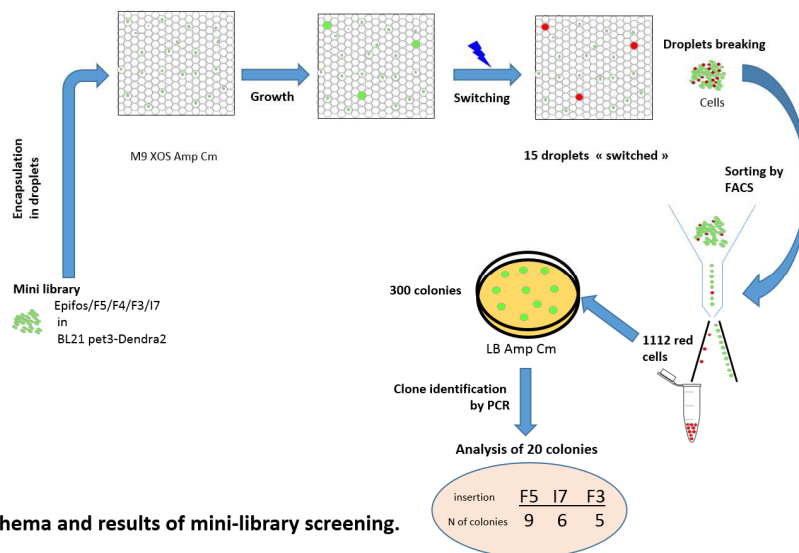 Encapsulation
in droplets
M9 XOS Amp Cm
Growth
Switching
15 droplets « switched »
Droplets breaking
Cells
Sorting by
FACS
Mini library
Epifos/F5/F4/F3/I7
in
BL21 pet3-Dendra2
300 colonies
LB Amp Cm
1112 red
cells
Clone identification
by PCR
Analysis of 20 colonies
insertion F5 I7 F3
N of colonies 9 6 5
hema and results of mini-library screening.